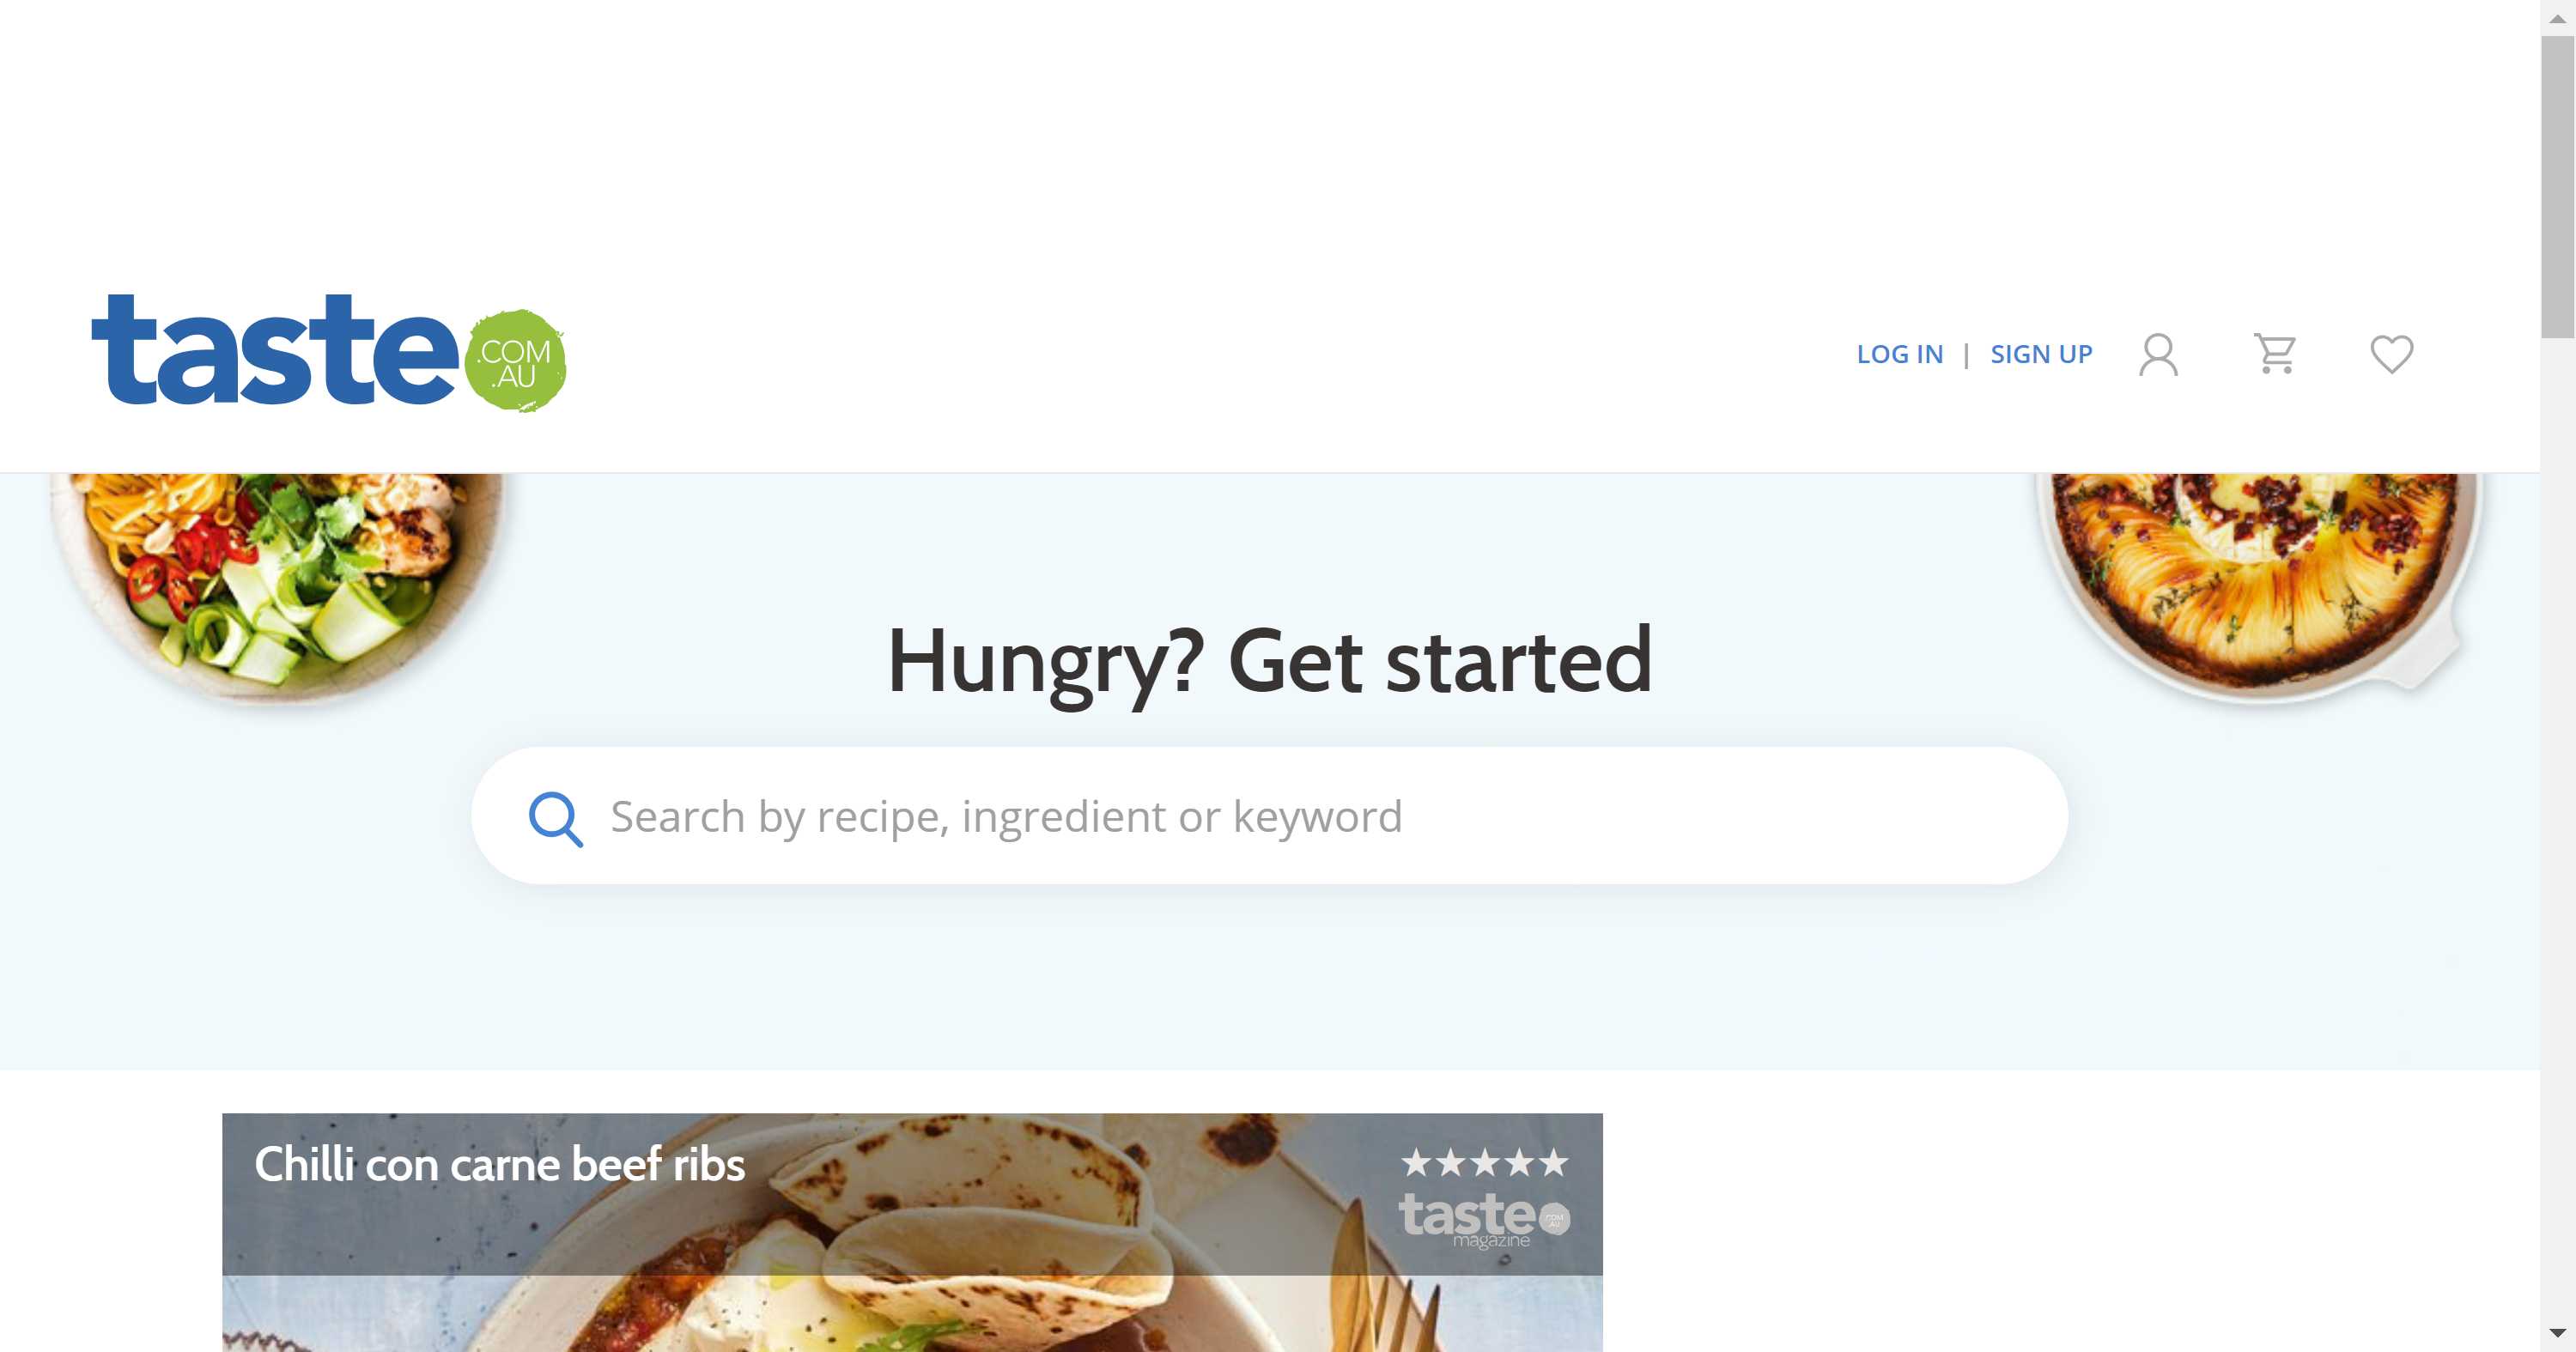 taste .COM .AU
LOG IN | SIGN UP
Hungry? Get started
Search by recipe, ingredient or keyword
Chilli con carne beef ribs
taste .COM .AU
magazine